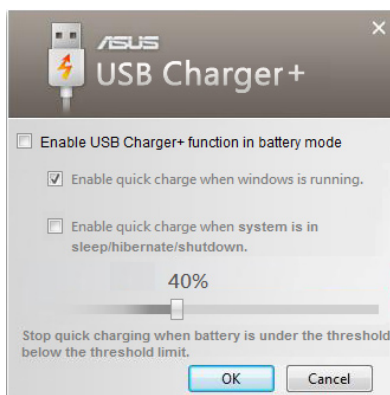 ASUS
USB Charger+
Enable USB Charger+ function in battery mode
Enable quick charge when windows is running.
Enable quick charge when system is in
sleep/hibernate/shutdown.
40%
Stop quick charging when battery is under the threshold
below the threshold limit.
OK Cancel